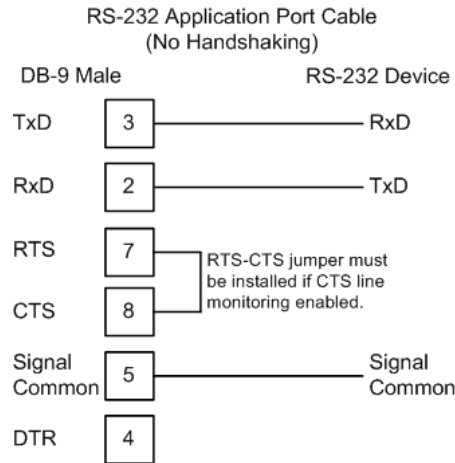 RS-232 Application Port Cable
(No Handshaking)
DB-9 Male
RS-232 Device
TxD 3 RxD
RxD 2 TxD
RTS 7
RTS-CTS jumper must
be installed if CTS line
monitoring enabled.
CTS 8
Signal
Common 5
Signal
Common
DTR 4